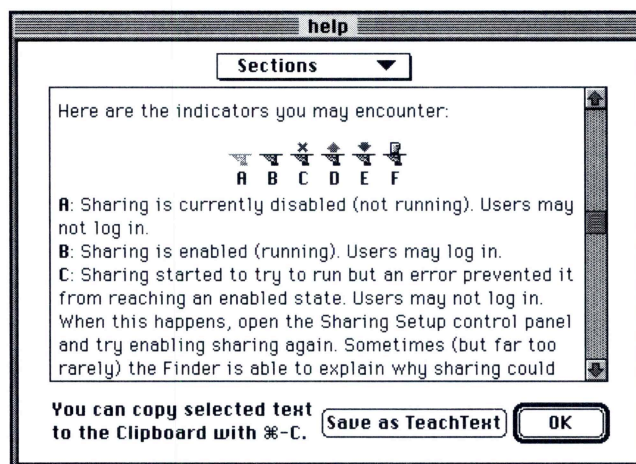 help
Sections
Here are the indicators you may encounter:
A B C D E F
A: Sharing is currently disabled (not running). Users may
not log in.
B: Sharing is enabled (running). Users may log in.
C: Sharing started to try to run but an error prevented it
from reaching an enabled state. Users may not log in.
When this happens, open the Sharing Setup control panel
and try enabling sharing again. Sometimes (but far too
rarely) the Finder is able to explain why sharing could
You can copy selected text
to the Clipboard with ⌘-C.
Save as TeachText
OK